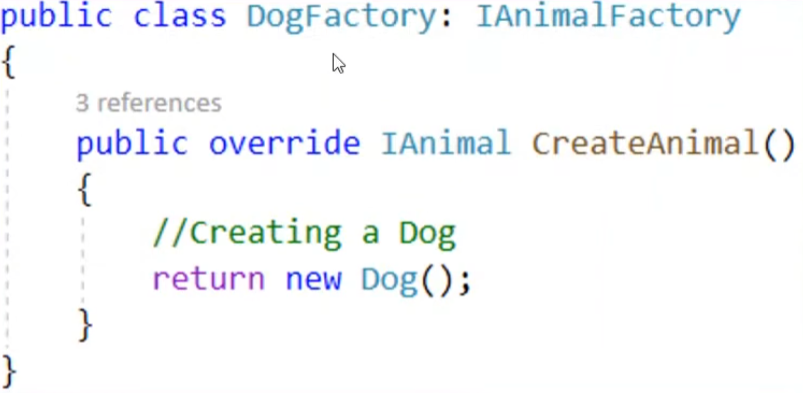 public class DogFactory: IAnimalFactory
{
3 references
public override IAnimal CreateAnimal()
{
//Creating a Dog
return new Dog();
}
}